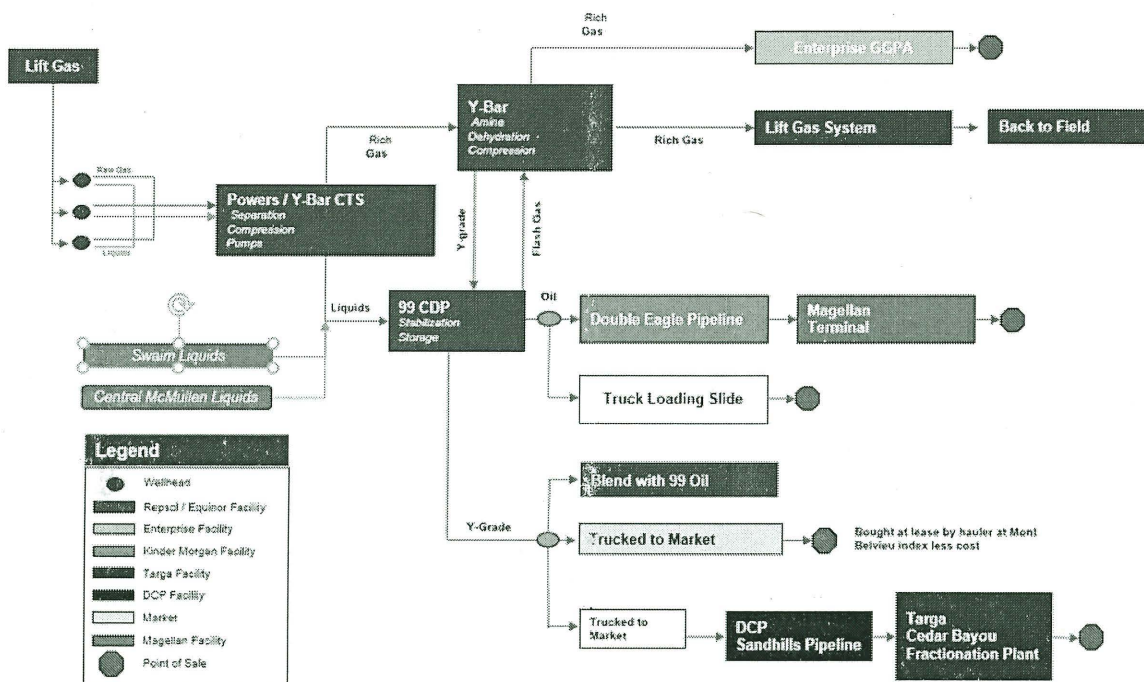 Rich
Gas
Enterprise GGPA
Lift Gas
Y-Bar
Amine
Dehydration
Compression
Rich
Gas
Rich Gas
Lift Gas System
Back to Field
Raw Gas
Liquids
Powers / Y-Bar CTS
Separation
Compression
Pumps
Y-grade
Flash Gas
Liquids
99 CDP
Stabilization
Storage
Oil
Double Eagle Pipeline
Magellan
Terminal
Swaim Liquids
Central McMullen Liquids
Truck Loading Slide
Legend
Wellhead
Repsol / Equinor Facility
Enterprise Facility
Kinder Morgan Facility
Targa Facility
DCP Facility
Market
Magellan Facility
Point of Sale
Y-Grade
Blend with 99 Oil
Trucked to Market
Bought at lease by hauler at Mont
Belvieu index less cost
Trucked to
Market
DCP
Sandhills Pipeline
Targa
Cedar Bayou
Fractionation Plant